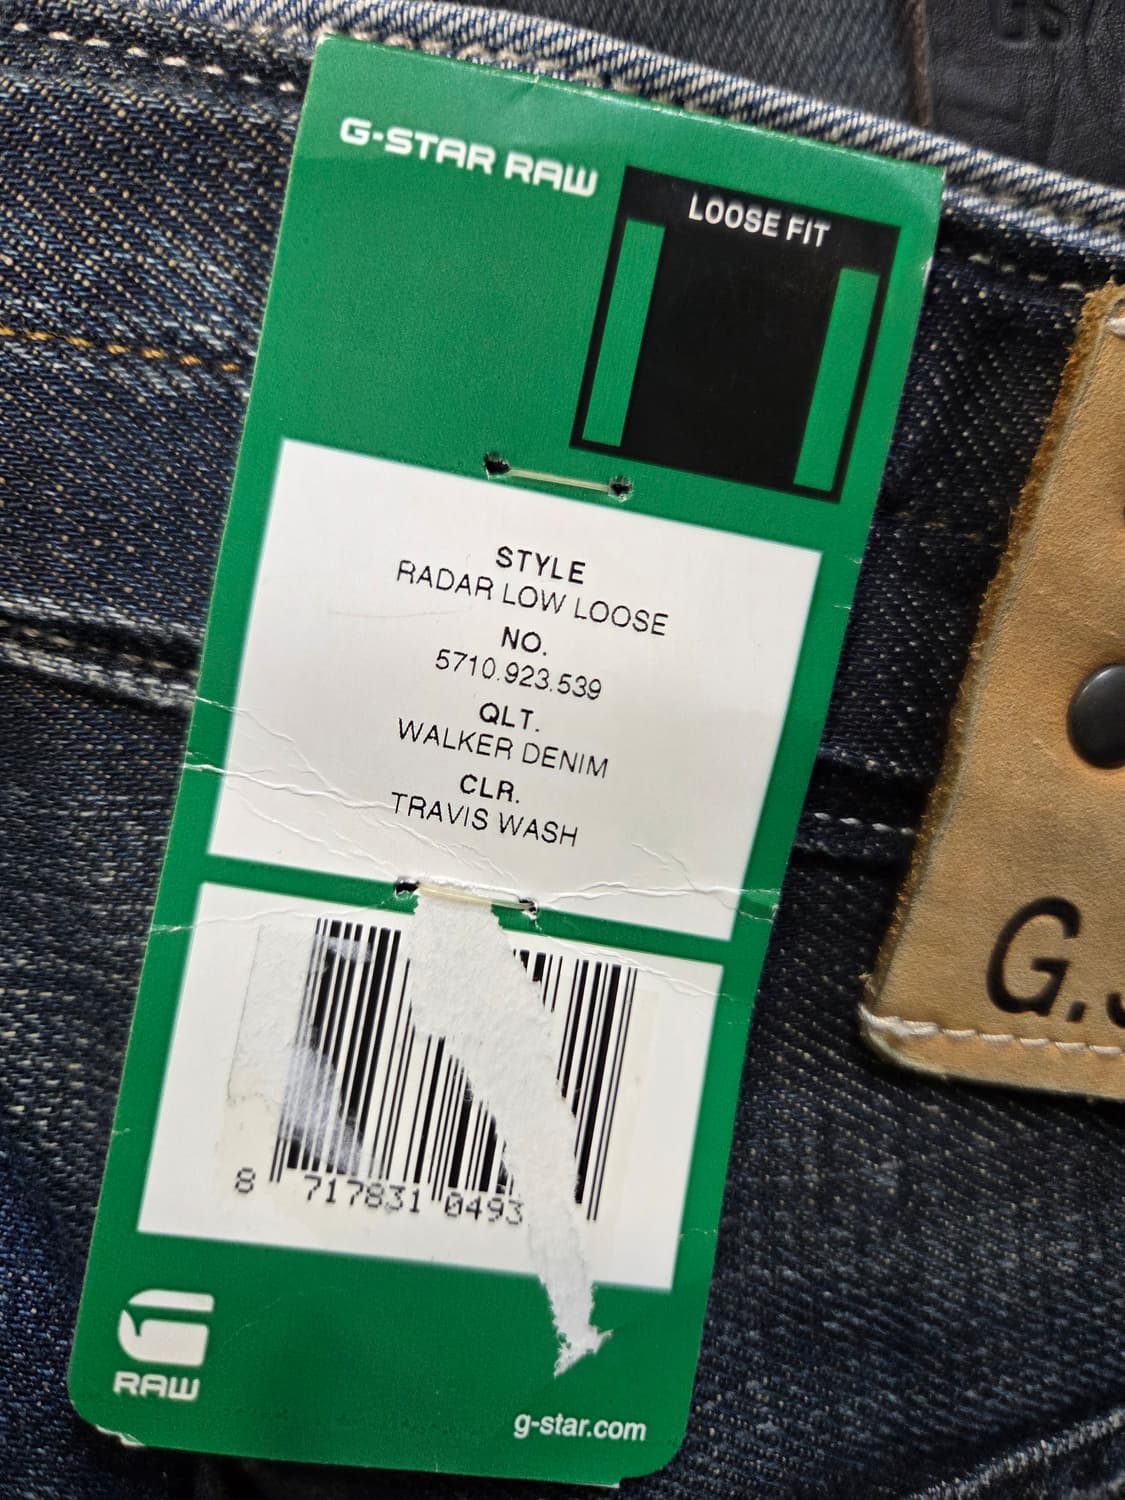 GS
G-STAR RAW
LOOSE FIT
STYLE
RADAR LOW LOOSE
NO.
5710.923.539
QLT.
WALKER DENIM
CLR.
TRAVIS WASH
8 717831 0493
G.
RAW
g-star.com